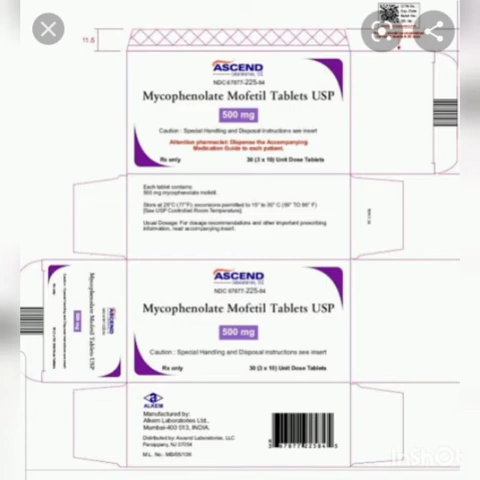 11.5
ASCEND
Laboratories, LLC
NDC 67877-225-84
Mycophenolate Mofetil Tablets USP
500 mg
Caution : Special Handling and Disposal instructions see insert
Attention pharmacist: Dispense the Accompanying
Medication Guide to each patient.
Rx only
30 (3 x 10) Unit Dose Tablets
Each tablet contains:
500 mg mycophenolate mofetil.
Store at 25°C (77°F); excursions permitted to 15° to 30° C (59° TO 86° F)
[See USP Controlled Room Temperature].
Usual Dosage: For dosage recommendations and other important prescribing
information, read accompanying insert.
ASCEND
Laboratories, LLC
NDC 67877-225-84
Mycophenolate Mofetil Tablets USP
500 mg
Caution : Special Handling and Disposal instructions see insert
Rx only
30 (3 x 10) Unit Dose Tablets
ASCEND
Mycophenolate Mofetil Tablets USP
500 mg
ALKEM
Manufactured by:
Alkem Laboratories Ltd.,
Mumbai-400 013, INDIA.
Distributed by: Ascend Laboratories, LLC
Parsippany, NJ 07054
InShOT